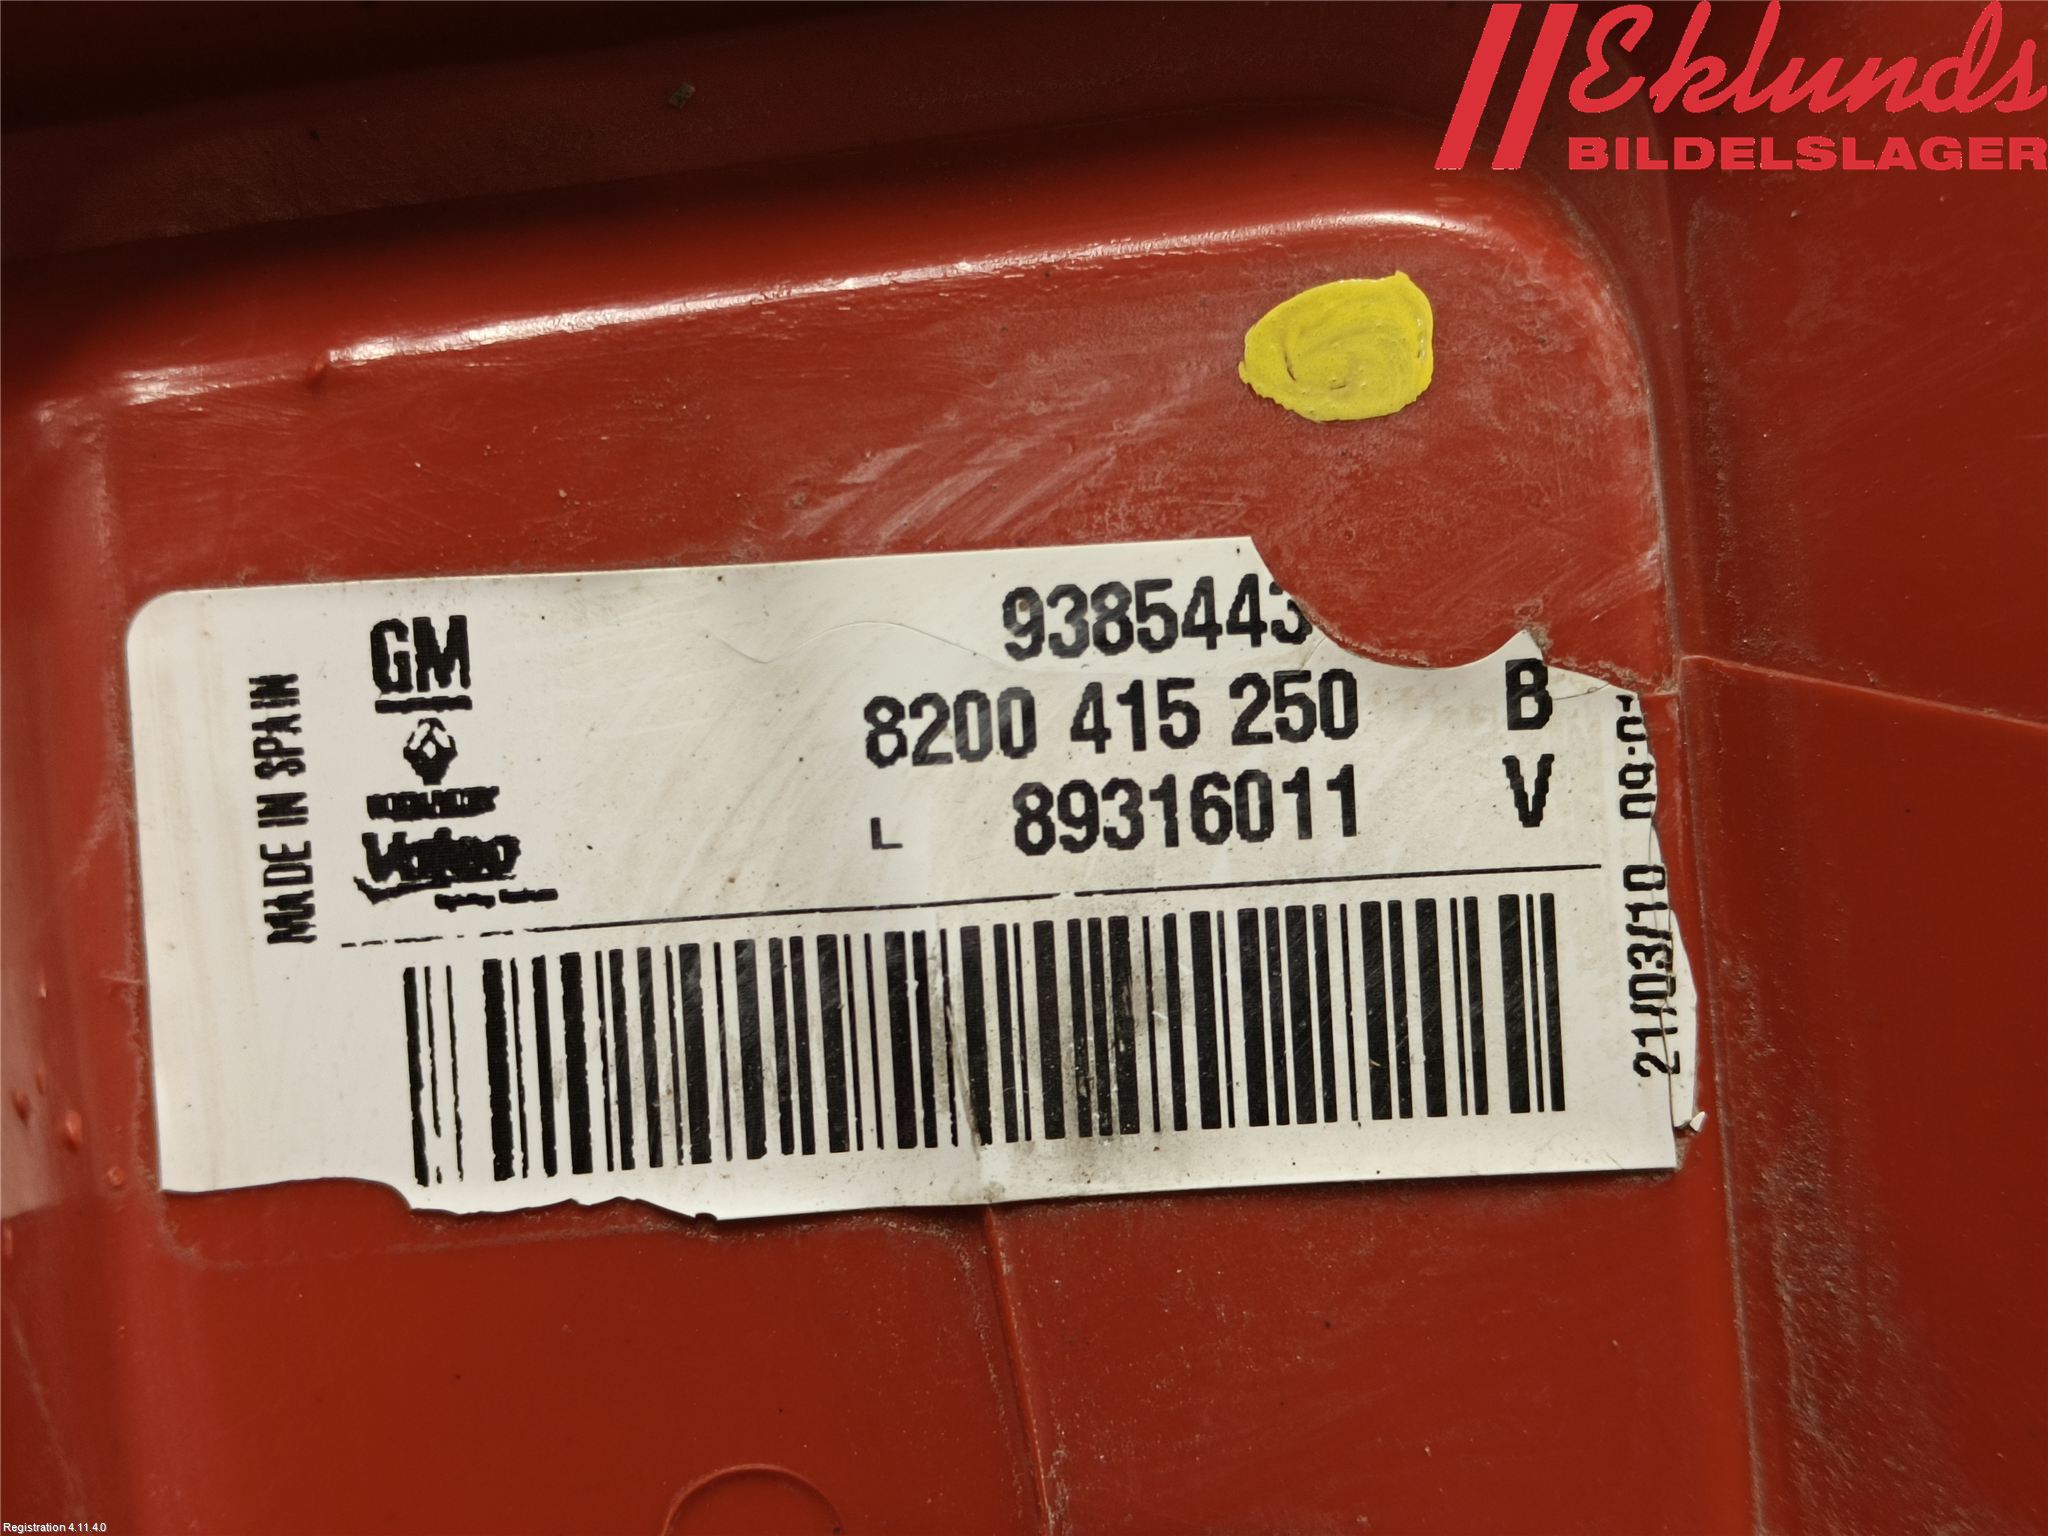 Eklunds
BILDELSLAGER
GM
MADE IN SPAIN
9385443
8200 415 250 B
L 89316011 V
21/03/10
Registration 4.11.4.0